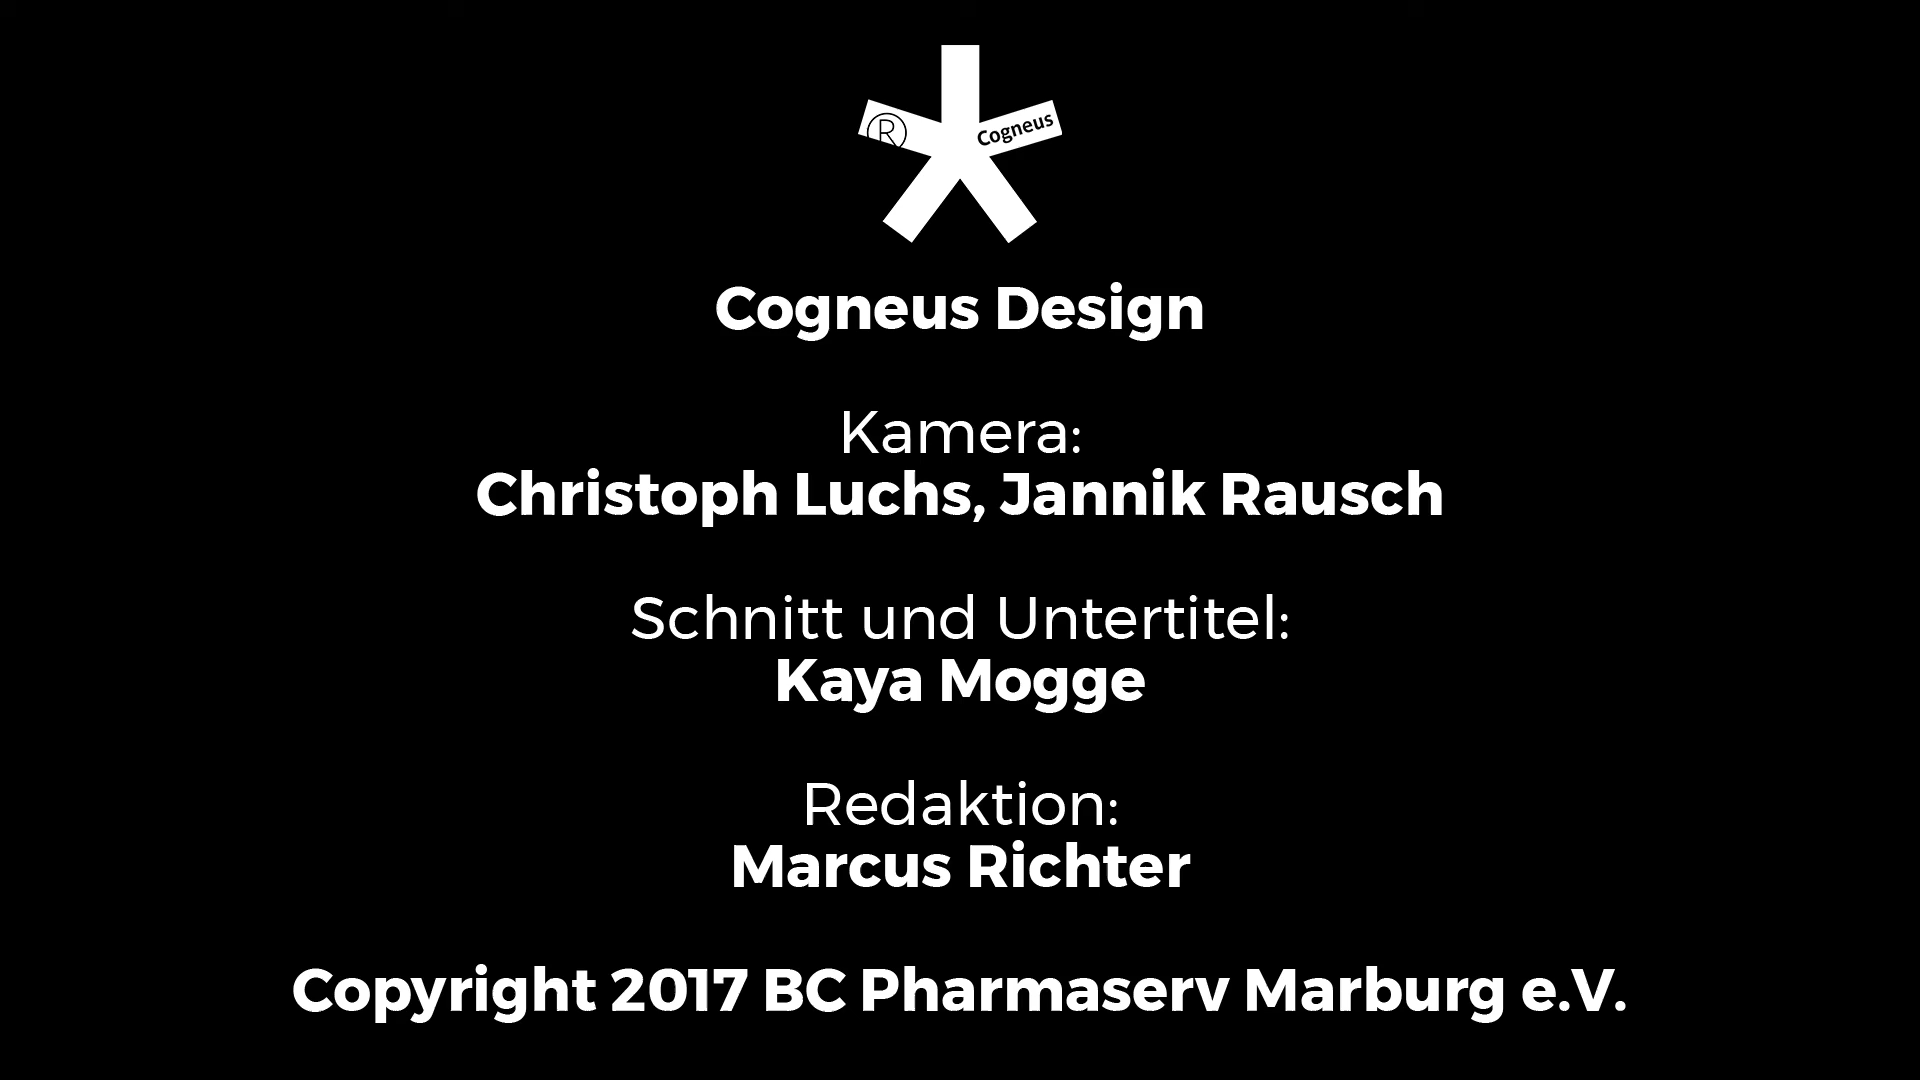 ® Cogneus
Cogneus Design
Kamera:
Christoph Luchs, Jannik Rausch
Schnitt und Untertitel:
Kaya Mogge
Redaktion:
Marcus Richter
Copyright 2017 BC Pharmaserv Marburg e.V.